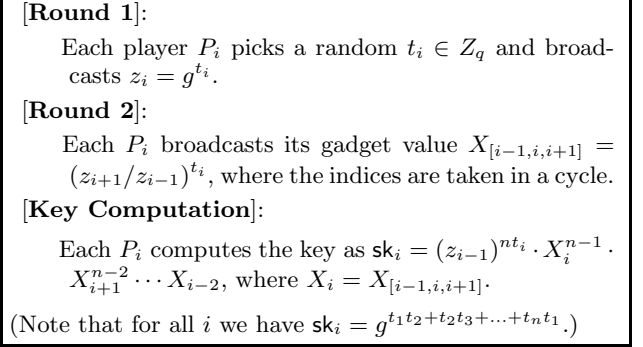 [Round 1]:
Each player P_i picks a random t_i ∈ Z_q and broad-
casts z_i = g^{t_i}.
[Round 2]:
Each P_i broadcasts its gadget value X_{[i−1,i,i+1]} =
(z_{i+1}/z_{i−1})^{t_i}, where the indices are taken in a cycle.
[Key Computation]:
Each P_i computes the key as sk_i = (z_{i−1})^{nt_i} · X_i^{n−1} ·
X_{i+1}^{n−2} · · · X_{i−2}, where X_i = X_{[i−1,i,i+1]}.
(Note that for all i we have sk_i = g^{t_1t_2+t_2t_3+...+t_nt_1}.)